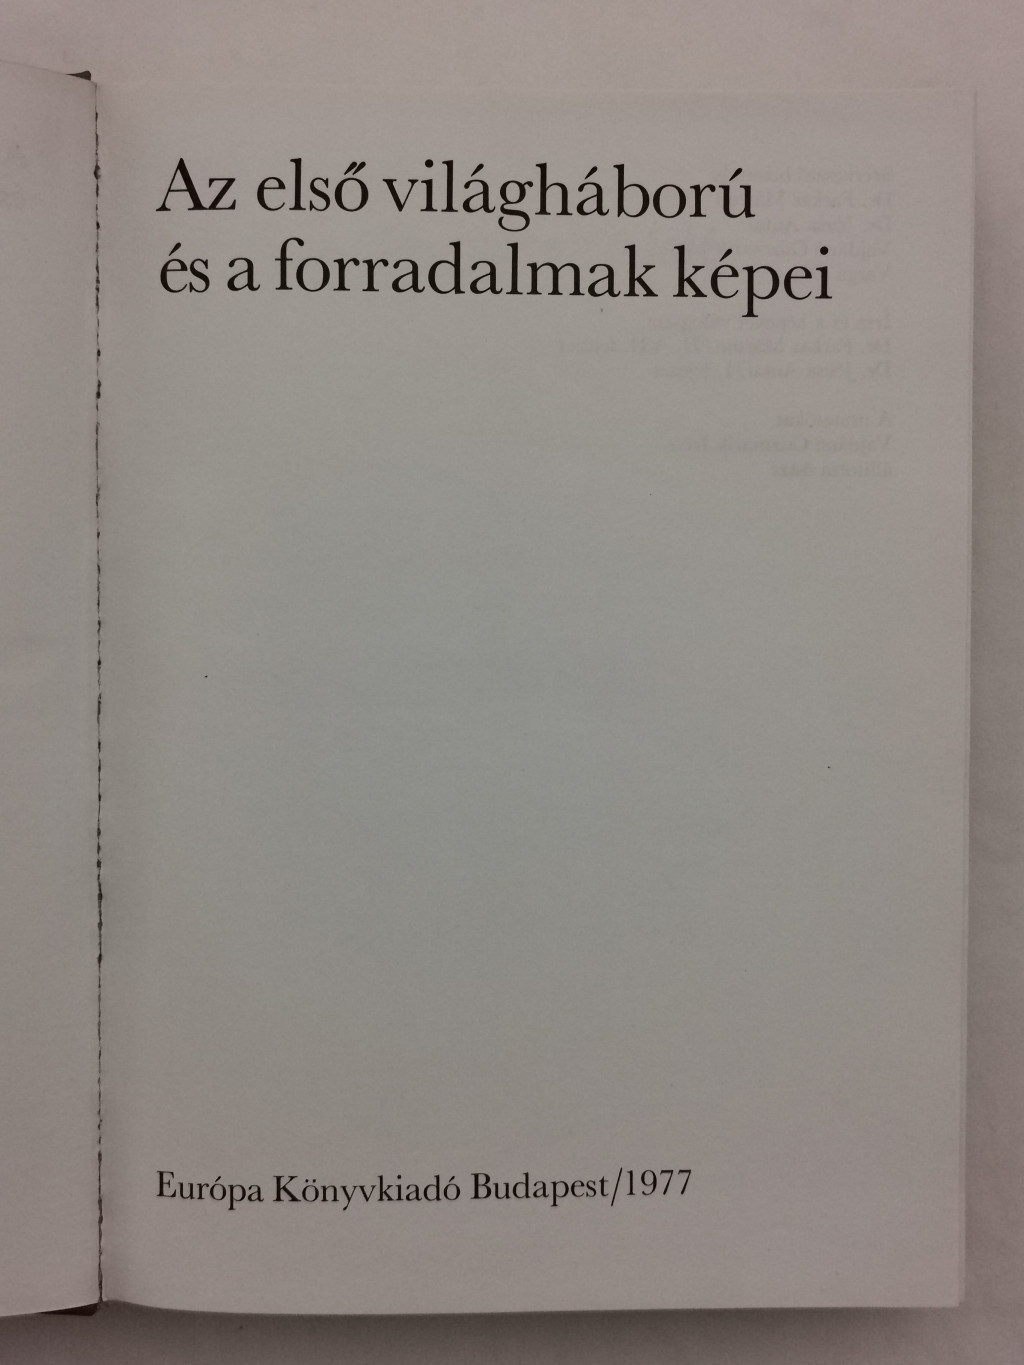 Az első világháború
és a forradalmak képei
Európa Könyvkiadó Budapest/1977